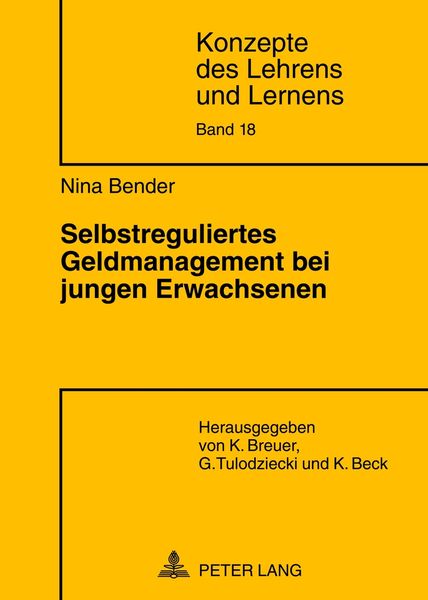 Konzepte
des Lehrens
und Lernens
Band 18
Nina Bender
Selbstreguliertes
Geldmanagement bei
jungen Erwachsenen
Herausgegeben
von K. Breuer,
G.Tulodziecki und K. Beck
PETER LANG